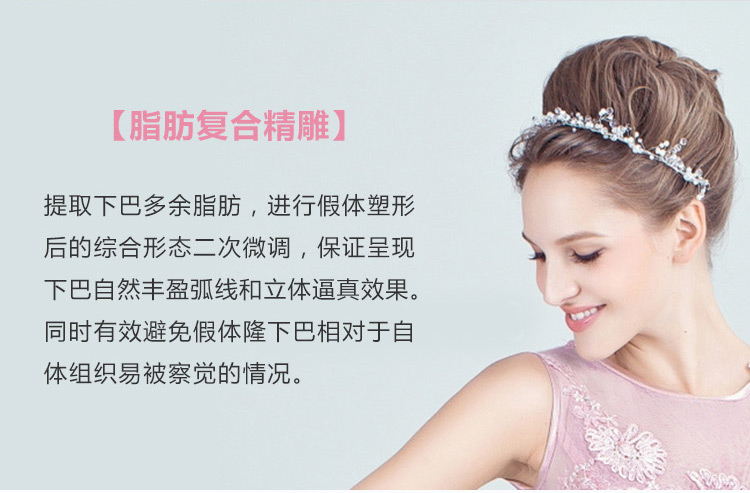 【脂肪复合精雕】
提取下巴多余脂肪，进行假体塑形
后的综合形态二次微调，保证呈现
下巴自然丰盈弧线和立体逼真效果。
同时有效避免假体隆下巴相对于自
体组织易被察觉的情况。